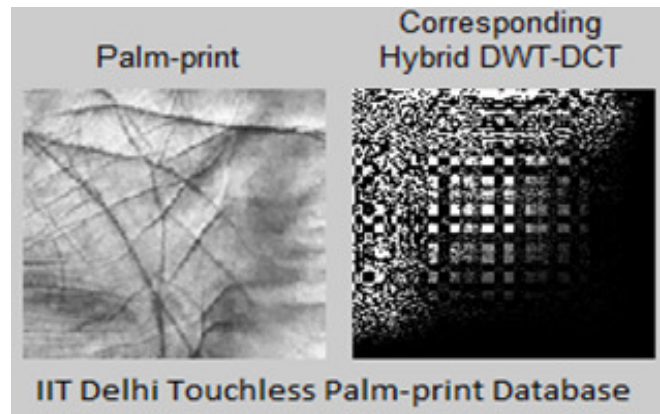 Palm-print
Corresponding
Hybrid DWT-DCT
IIT Delhi Touchless Palm-print Database